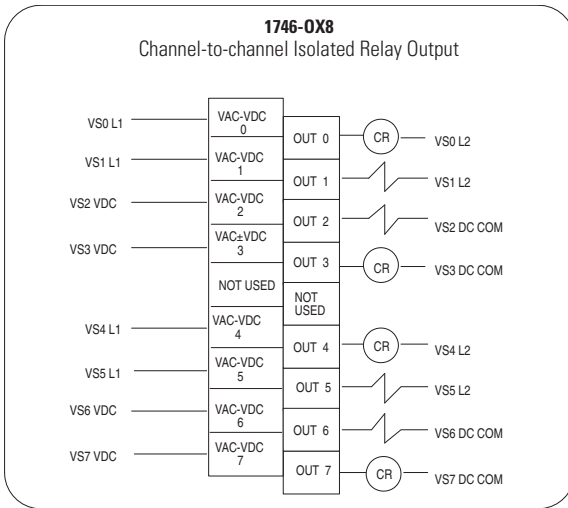 1746-OX8
Channel-to-channel Isolated Relay Output
VS0 L1
VAC-VDC
0
OUT 0
CR
VS0 L2
VS1 L1
VAC-VDC
1
OUT 1
VS1 L2
VS2 VDC
VAC-VDC
2
OUT 2
VS2 DC COM
VS3 VDC
VAC±VDC
3
OUT 3
CR
VS3 DC COM
NOT USED
NOT
USED
VS4 L1
VAC-VDC
4
OUT 4
CR
VS4 L2
VS5 L1
VAC-VDC
5
OUT 5
VS5 L2
VS6 VDC
VAC-VDC
6
OUT 6
VS6 DC COM
VS7 VDC
VAC-VDC
7
OUT 7
CR
VS7 DC COM